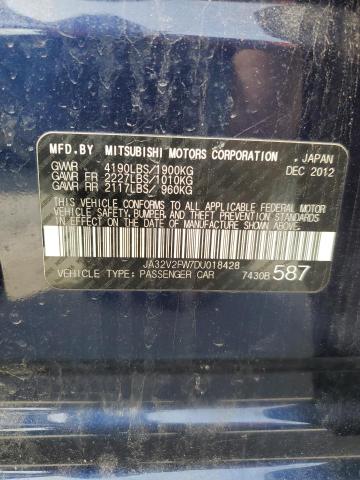 MFD.BY MITSUBISHI MOTORS CORPORATION , JAPAN
GVWR 4190LBS/1900KG DEC 2012
GAWR FR 2227LBS/1010KG
GAWR RR 2117LBS/ 960KG
THIS VEHICLE CONFORMS TO ALL APPLICABLE FEDERAL
MOTOR VEHICLE SAFETY, BUMPER AND THEFT PREVENTION STANDARDS
IN EFFECT ON THE DATE OF MANUFACTURE SHOWN ABOVE.
JA32V2FW7DU018428
VEHICLE TYPE: PASSENGER CAR 7430B 587